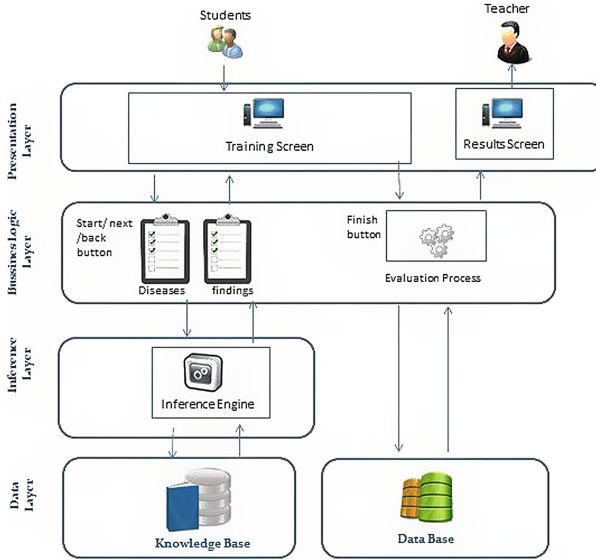 Students
Teacher
Presentation
Layer
Training Screen
Results Screen
Bussines Logic
Layer
Start/ next
/back
button
Diseases
findings
Finish
button
Evaluation Process
Inference
Layer
Inference Engine
Data
Layer
Knowledge Base
Data Base